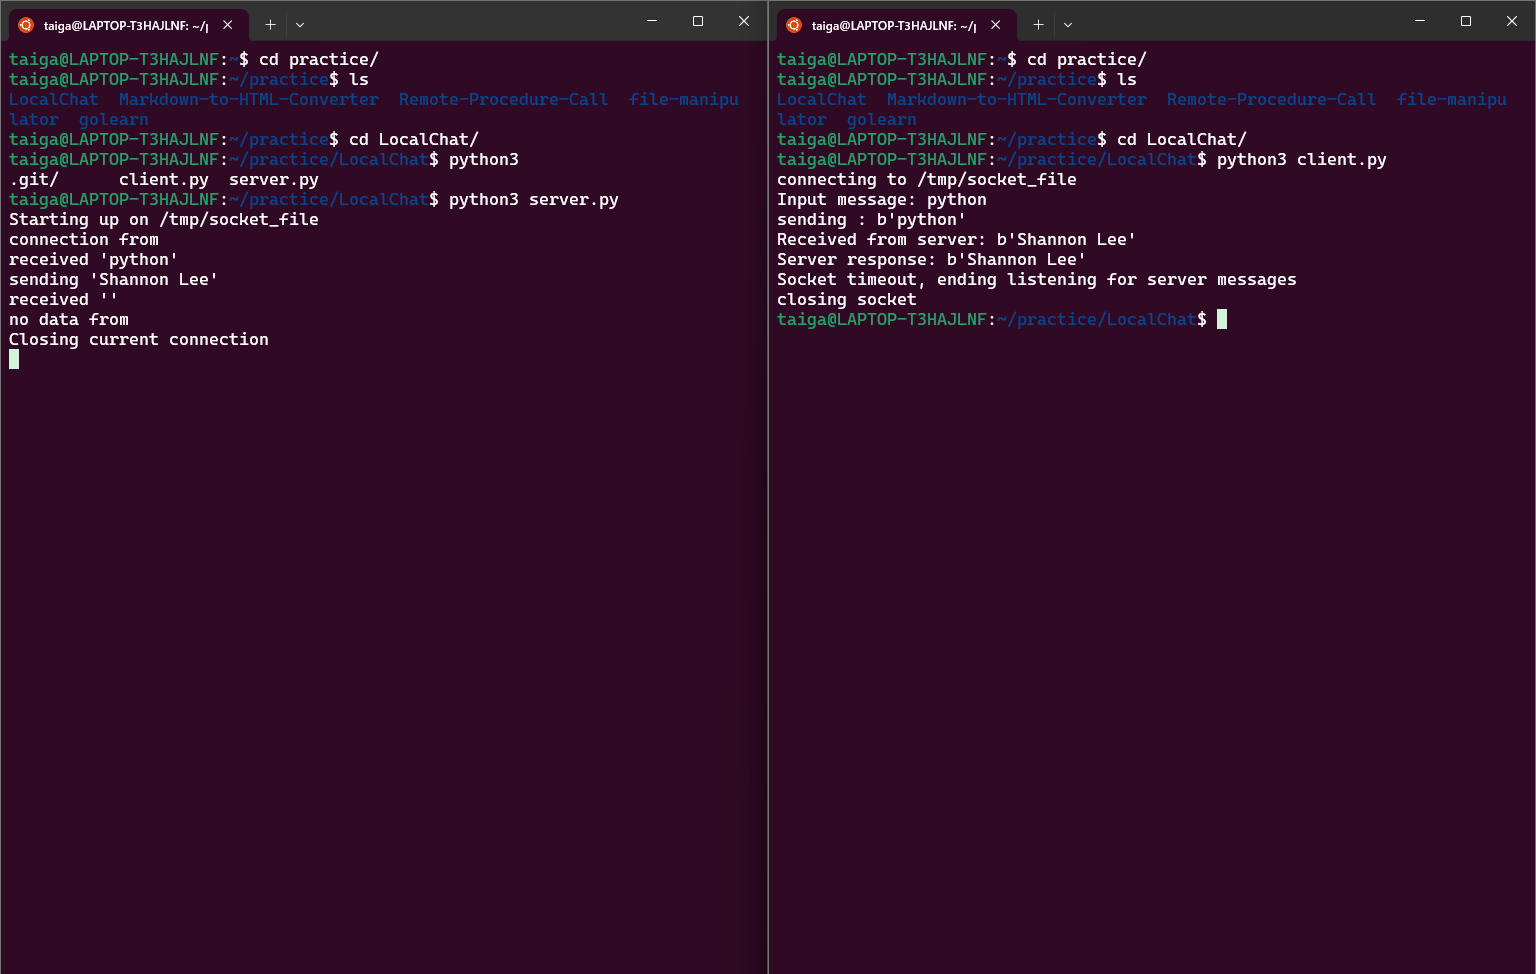 taiga@LAPTOP-T3HAJLNF: ~/p
taiga@LAPTOP-T3HAJLNF:~$ cd practice/
taiga@LAPTOP-T3HAJLNF:~/practice$ ls
LocalChat  Markdown-to-HTML-Converter  Remote-Procedure-Call  file-manipu
lator  golearn
taiga@LAPTOP-T3HAJLNF:~/practice$ cd LocalChat/
taiga@LAPTOP-T3HAJLNF:~/practice/LocalChat$ python3
.git/      client.py  server.py
taiga@LAPTOP-T3HAJLNF:~/practice/LocalChat$ python3 server.py
Starting up on /tmp/socket_file
connection from
received 'python'
sending 'Shannon Lee'
received ''
no data from
Closing current connection
taiga@LAPTOP-T3HAJLNF: ~/p
taiga@LAPTOP-T3HAJLNF:~$ cd practice/
taiga@LAPTOP-T3HAJLNF:~/practice$ ls
LocalChat  Markdown-to-HTML-Converter  Remote-Procedure-Call  file-manipu
lator  golearn
taiga@LAPTOP-T3HAJLNF:~/practice$ cd LocalChat/
taiga@LAPTOP-T3HAJLNF:~/practice/LocalChat$ python3 client.py
connecting to /tmp/socket_file
Input message: python
sending : b'python'
Received from server: b'Shannon Lee'
Server response: b'Shannon Lee'
Socket timeout, ending listening for server messages
closing socket
taiga@LAPTOP-T3HAJLNF:~/practice/LocalChat$